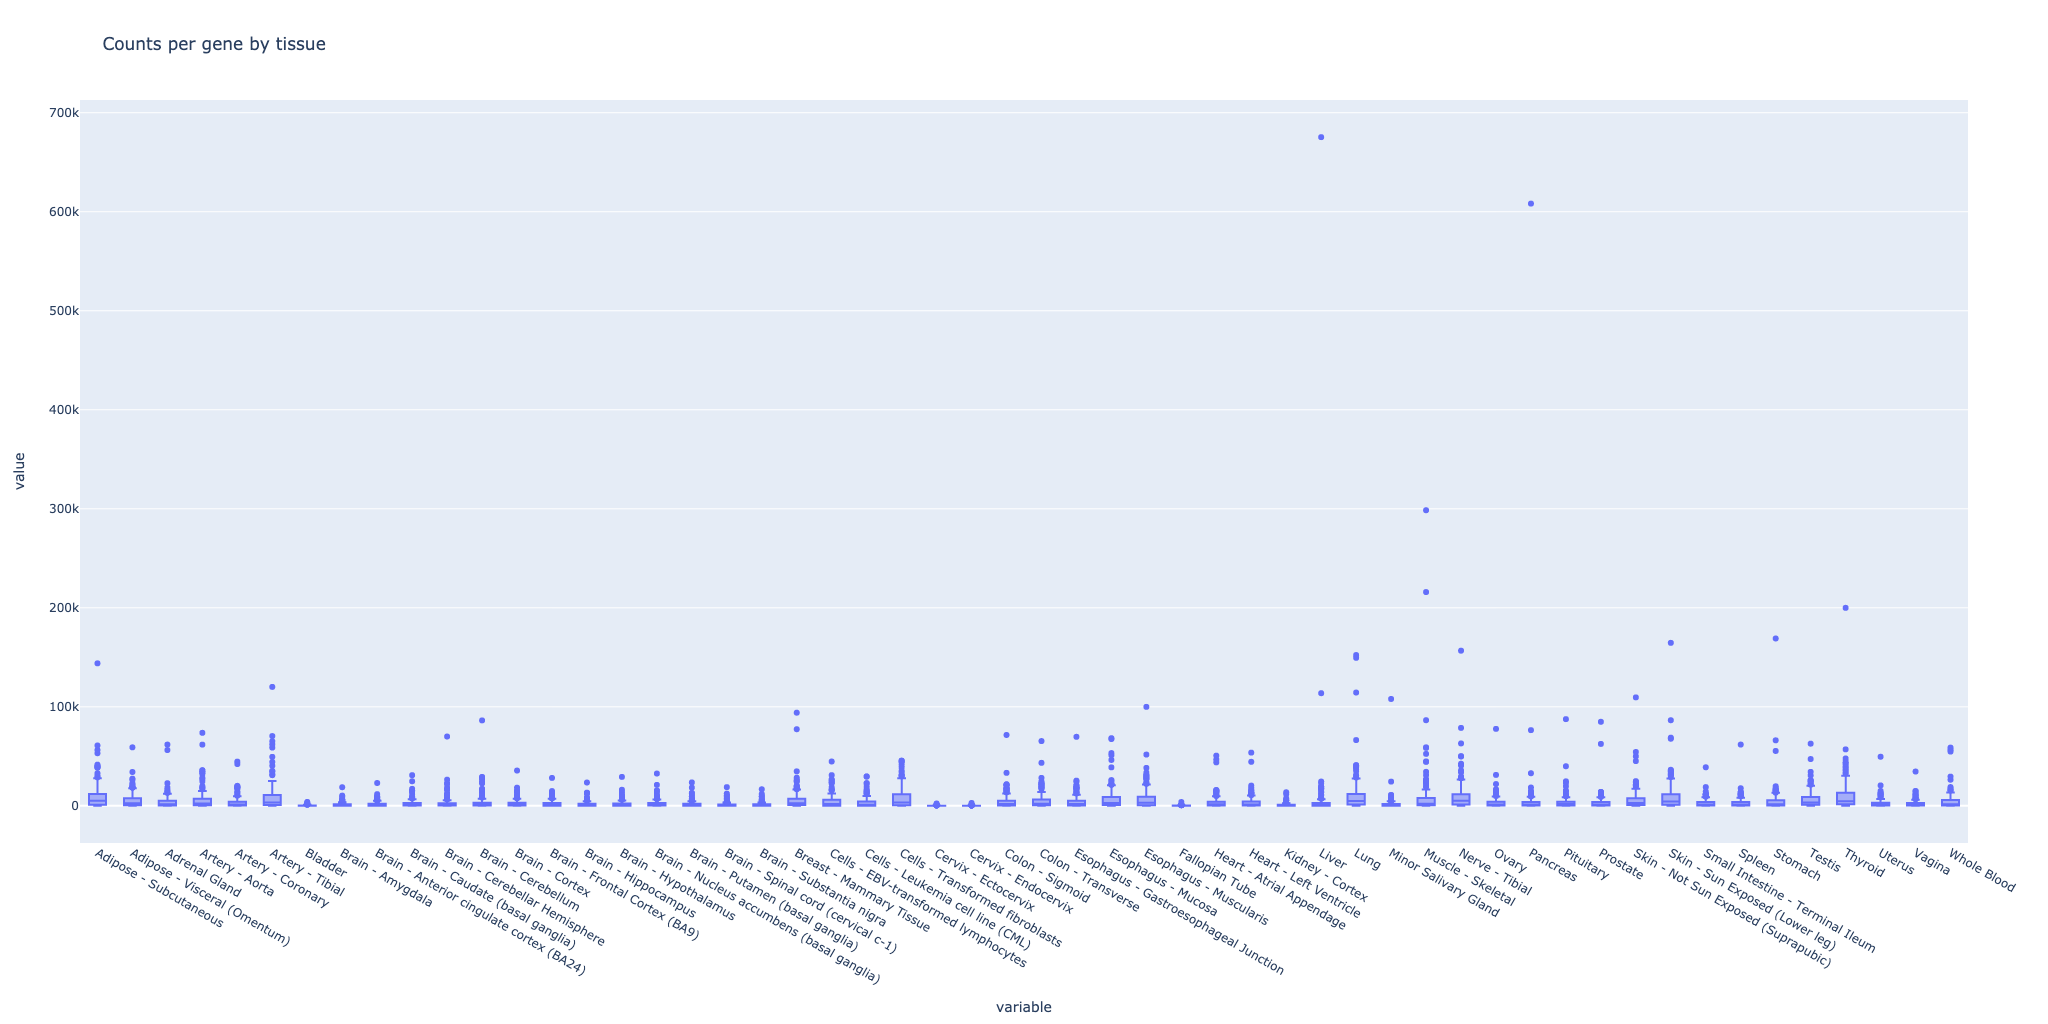 Counts per gene by tissue
700k
600k
500k
400k
300k
200k
100k
0
value
Adipose - Subcutaneous
Adipose - Visceral (Omentum)
Adrenal Gland
Artery - Aorta
Artery - Coronary
Artery - Tibial
Bladder
Brain - Amygdala
Brain - Anterior cingulate cortex (BA24)
Brain - Caudate (basal ganglia)
Brain - Cerebellar Hemisphere
Brain - Cerebellum
Brain - Cortex
Brain - Frontal Cortex (BA9)
Brain - Hippocampus
Brain - Hypothalamus
Brain - Nucleus accumbens (basal ganglia)
Brain - Putamen (basal ganglia)
Brain - Spinal cord (cervical c-1)
Brain - Substantia nigra
Breast - Mammary Tissue
Cells - EBV-transformed lymphocytes
Cells - Leukemia cell line (CML)
Cells - Transformed fibroblasts
Cervix - Ectocervix
Cervix - Endocervix
Colon - Sigmoid
Colon - Transverse
Esophagus - Gastroesophageal Junction
Esophagus - Mucosa
Esophagus - Muscularis
Fallopian Tube
Heart - Atrial Appendage
Heart - Left Ventricle
Kidney - Cortex
Liver
Lung
Minor Salivary Gland
Muscle - Skeletal
Nerve - Tibial
Ovary
Pancreas
Pituitary
Prostate
Skin - Not Sun Exposed (Suprapubic)
Skin - Sun Exposed (Lower leg)
Small Intestine - Terminal Ileum
Spleen
Stomach
Testis
Thyroid
Uterus
Vagina
Whole Blood
variable